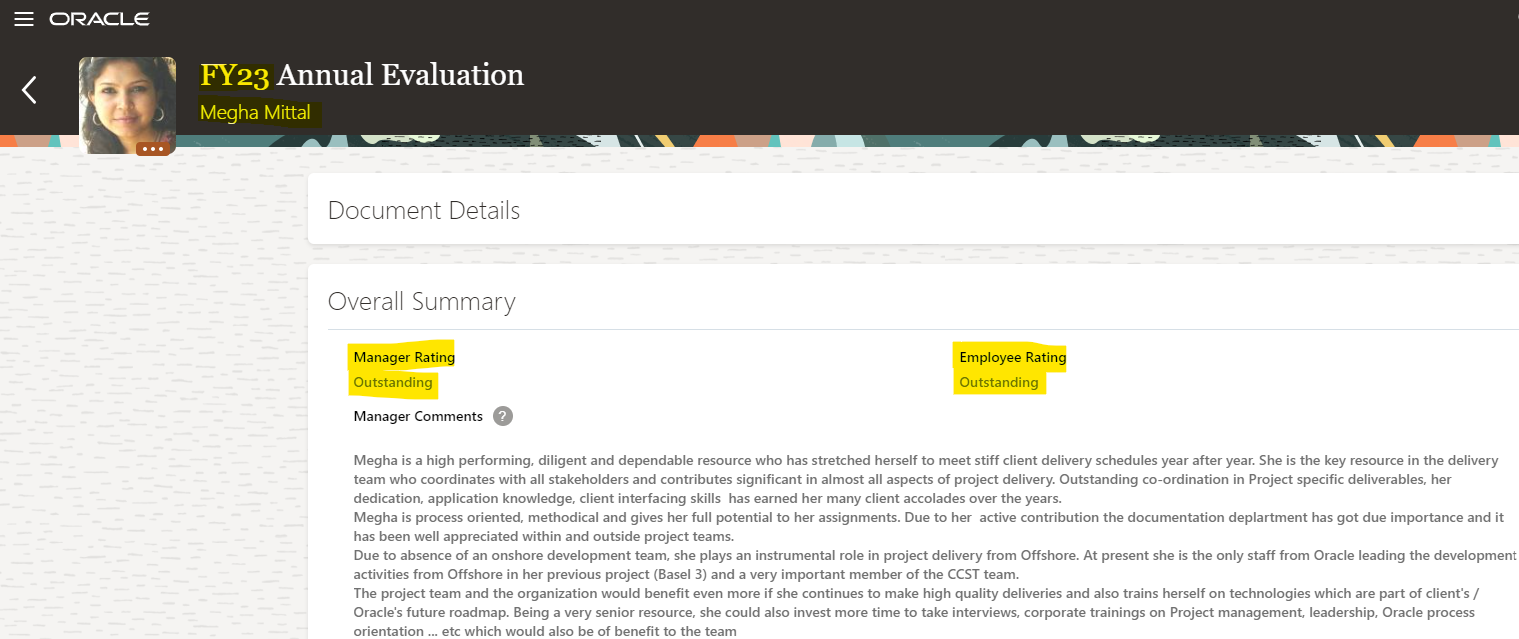 ORACLE
FY23 Annual Evaluation
Megha Mittal
Document Details
Overall Summary
Manager Rating
Outstanding
Employee Rating
Outstanding
Manager Comments ?
Megha is a high performing, diligent and dependable resource who has stretched herself to meet stiff client delivery schedules year after year. She is the key resource in the delivery
team who coordinates with all stakeholders and contributes significant in almost all aspects of project delivery. Outstanding co-ordination in Project specific deliverables, her
dedication, application knowledge, client interfacing skills  has earned her many client accolades over the years.
Megha is process oriented, methodical and gives her full potential to her assignments. Due to her  active contribution the documentation deplartment has got due importance and it
has been well appreciated within and outside project teams.
Due to absence of an onshore development team, she plays an instrumental role in project delivery from Offshore. At present she is the only staff from Oracle leading the development
activities from Offshore in her previous project (Basel 3) and a very important member of the CCST team.
The project team and the organization would benefit even more if she continues to make high quality deliveries and also trains herself on technologies which are part of client's /
Oracle's future roadmap. Being a very senior resource, she could also invest more time to take interviews, corporate trainings on Project management, leadership, Oracle process
orientation ... etc which would also be of benefit to the team